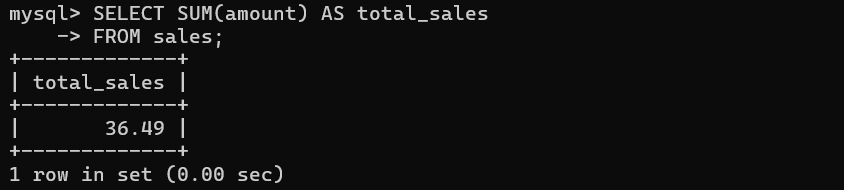 mysql> SELECT SUM(amount) AS total_sales
    -> FROM sales;
+-------------+
| total_sales |
+-------------+
|       36.49 |
+-------------+
1 row in set (0.00 sec)